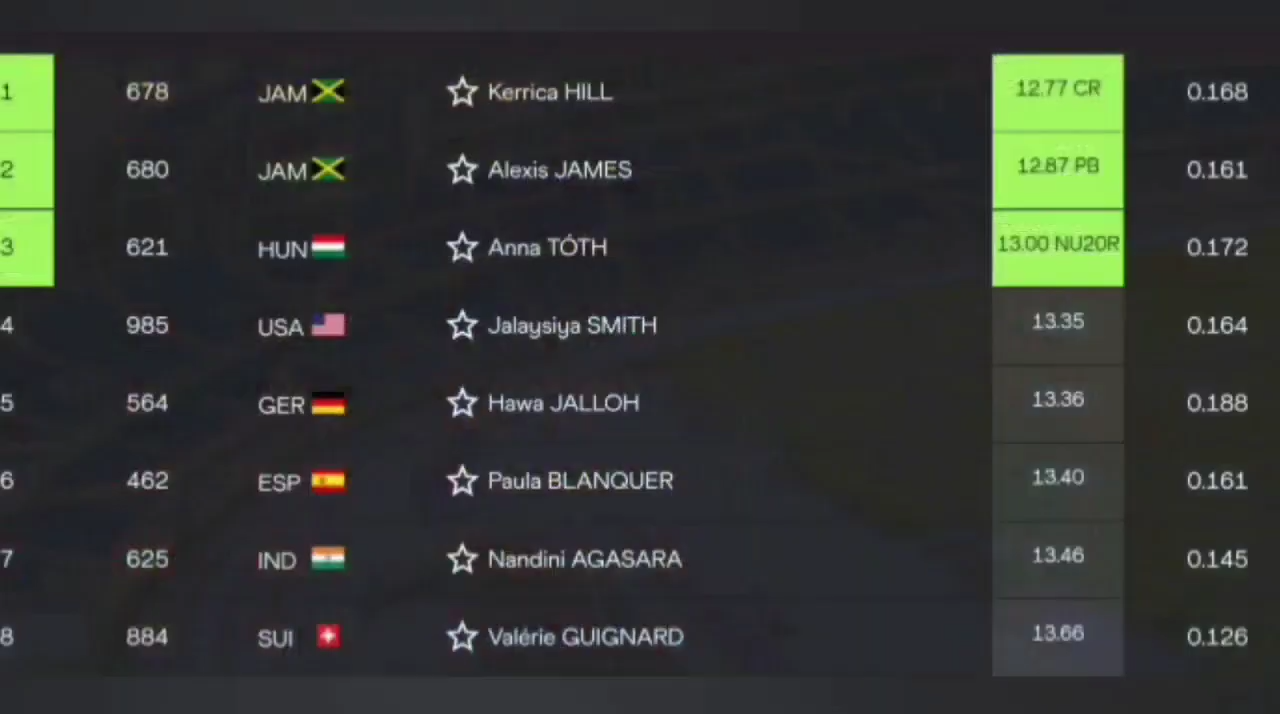 1 678 JAM Kerrica HILL 12.77 CR 0.168
2 680 JAM Alexis JAMES 12.87 PB 0.161
3 621 HUN Anna TÓTH 13.00 NU20R 0.172
4 985 USA Jalaysiya SMITH 13.35 0.164
5 564 GER Hawa JALLOH 13.36 0.188
6 462 ESP Paula BLANQUER 13.40 0.161
7 625 IND Nandini AGASARA 13.46 0.145
8 884 SUI Valérie GUIGNARD 13.66 0.126